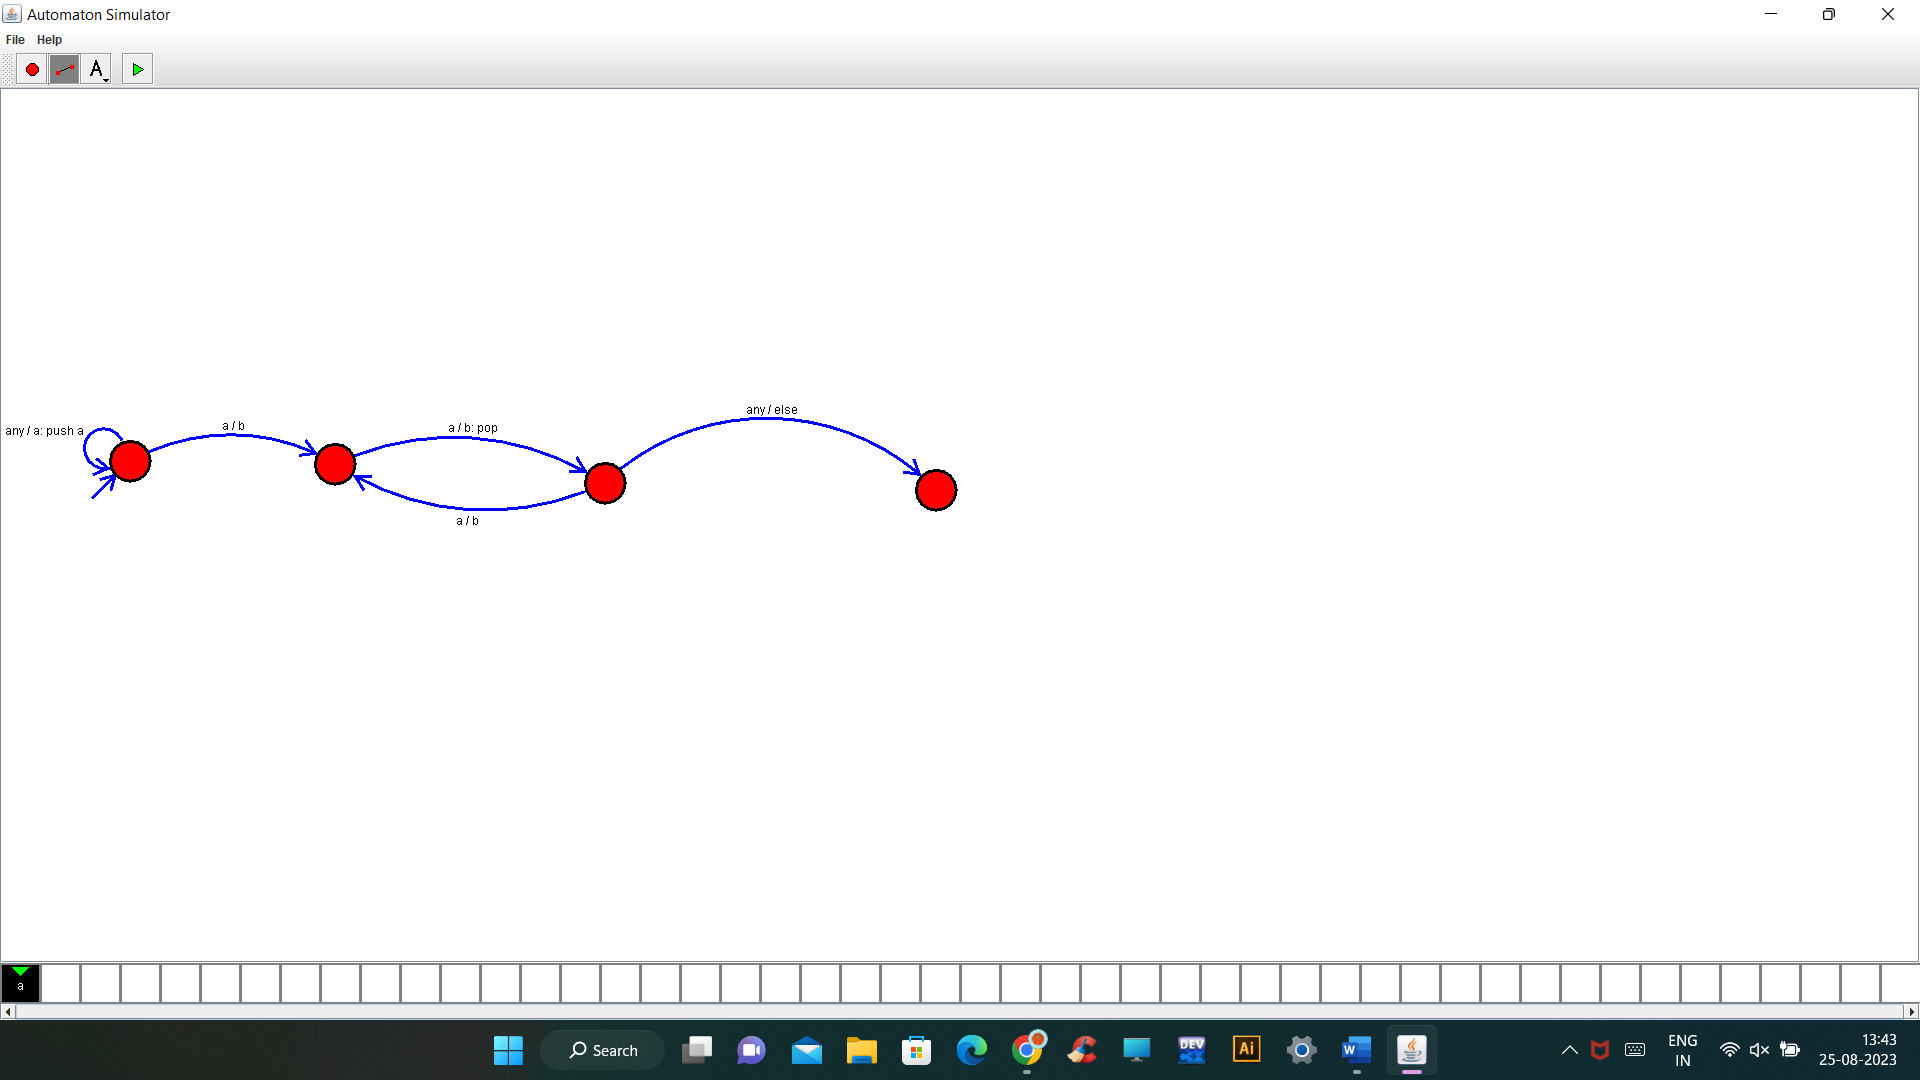 Automaton Simulator
File Help
A
any / else
a / b
a / b: pop
any / a: push a
a / b
a
Search
DEV
C++
Ai
W
ENG
IN
13:43
25-08-2023